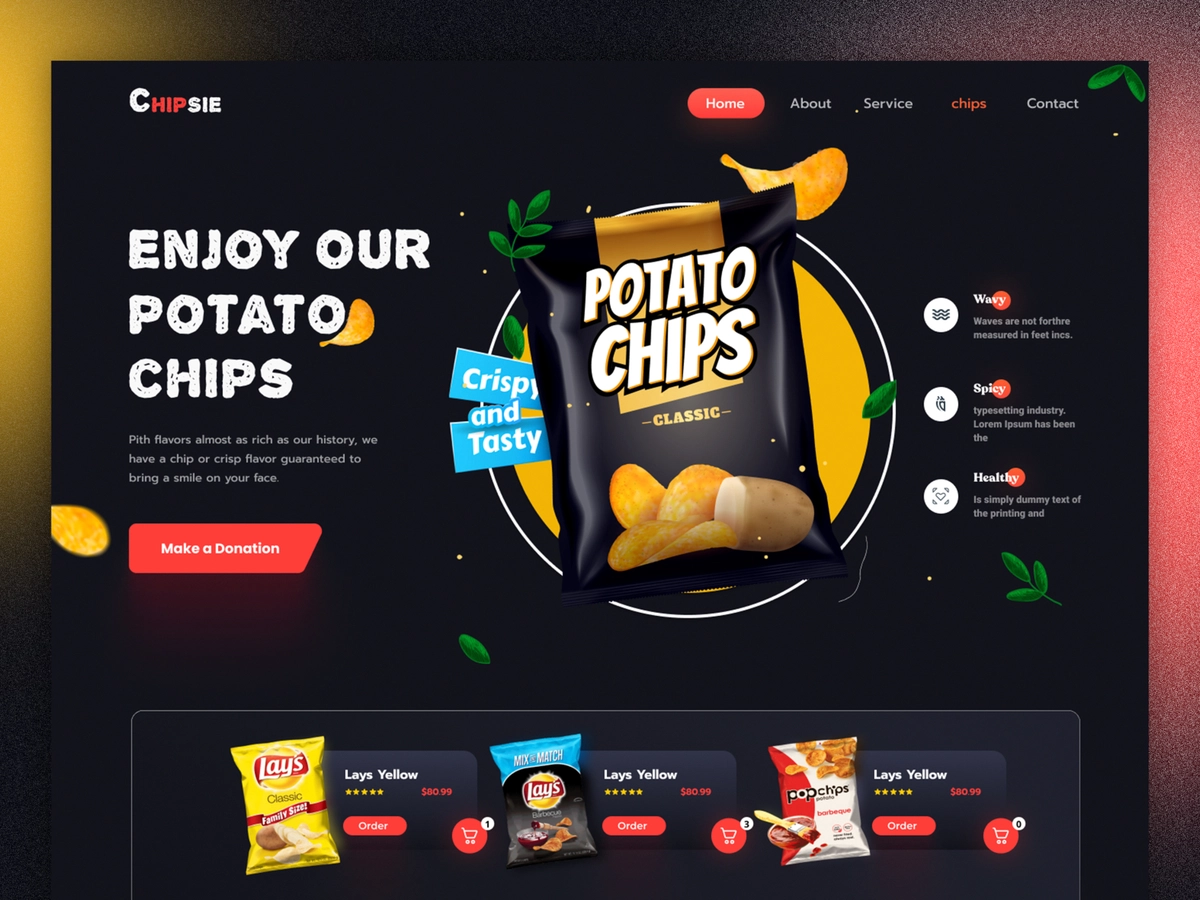 CHIPSIE
Home About Service chips Contact
ENJOY OUR
POTATO
CHIPS
Pith flavors almost as rich as our history, we
have a chip or crisp flavor guaranteed to
bring a smile on your face.
Make a Donation
Crispy
and
Tasty
POTATO
CHIPS
CLASSIC
Wavy
Waves are not forthre
measured in feet incs.
Spicy
typesetting industry.
Lorem Ipsum has been
the
Healthy
Is simply dummy text of
the printing and
Lay's
Classic
Family Size!
Lays Yellow
$80.99
Order
1
MIX & MATCH
Lay's
Barbecue
Lays Yellow
$80.99
Order
3
popchips
potato
barbeque
Lays Yellow
$80.99
Order
0